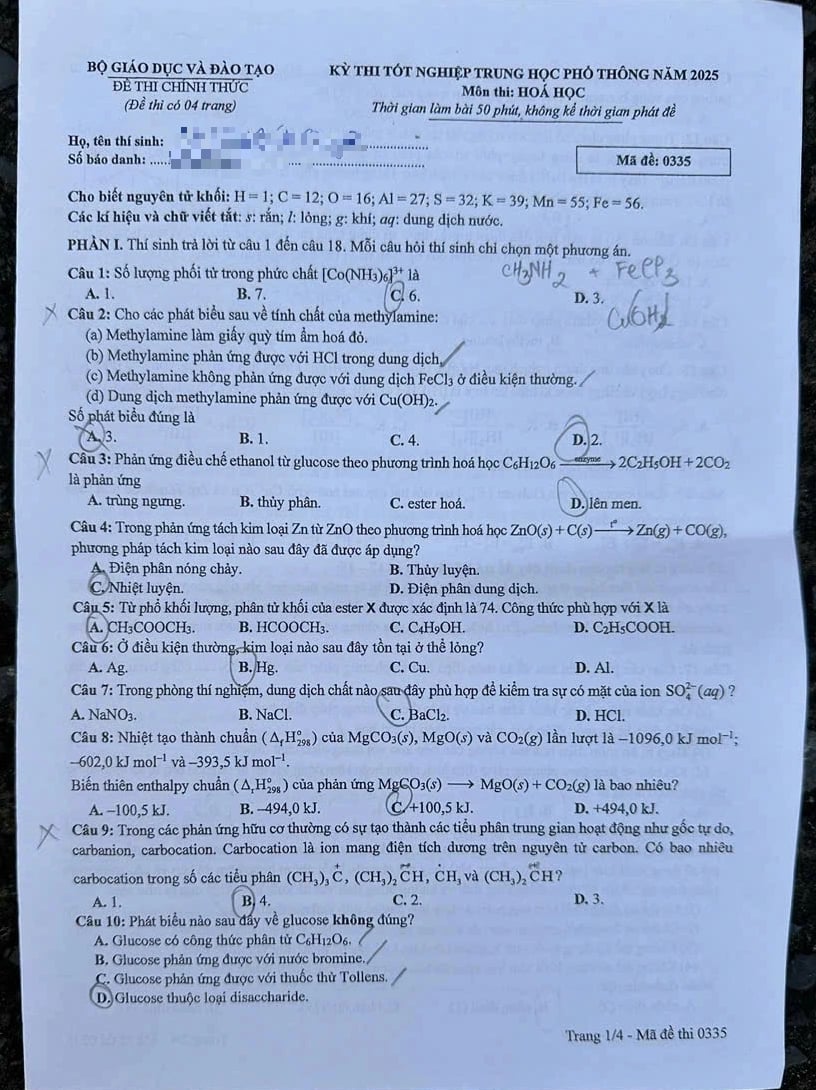 BỘ GIÁO DỤC VÀ ĐÀO TẠO
ĐỀ THI CHÍNH THỨC
(Đề thi có 04 trang)
KỲ THI TỐT NGHIỆP TRUNG HỌC PHỔ THÔNG NĂM 2025
Môn thi: HOÁ HỌC
Thời gian làm bài 50 phút, không kể thời gian phát đề
Họ, tên thí sinh:
Số báo danh:
Mã đề: 0335
Cho biết nguyên tử khối: H = 1; C = 12; O = 16; Al = 27; S = 32; K = 39; Mn = 55; Fe = 56.
Các kí hiệu và chữ viết tắt: s: rắn; l: lỏng; g: khí; aq: dung dịch nước.
PHẦN I. Thí sinh trả lời từ câu 1 đến câu 18. Mỗi câu hỏi thí sinh chỉ chọn một phương án.
Câu 1: Số lượng phối tử trong phức chất [Co(NH₃)₆]³⁺ là
CH₃NH₂ +
A. 1. B. 7. C. 6. D. 3.
Câu 2: Cho các phát biểu sau về tính chất của methylamine:
(a) Methylamine làm giấy quỳ tím ẩm hoá đỏ.
(b) Methylamine phản ứng được với HCl trong dung dịch.
(c) Methylamine không phản ứng được với dung dịch FeCl₃ ở điều kiện thường.
(d) Dung dịch methylamine phản ứng được với Cu(OH)₂.
Số phát biểu đúng là
A. 3. B. 1. C. 4. D. 2.
Câu 3: Phản ứng điều chế ethanol từ glucose theo phương trình hoá học C₆H₁₂O₆ ⟶(enzyme) 2C₂H₅OH + 2CO₂
là phản ứng
A. trùng ngưng. B. thủy phân. C. ester hoá. D. lên men.
Câu 4: Trong phản ứng tách kim loại Zn từ ZnO theo phương trình hoá học ZnO(s) + C(s) ⟶(t°) Zn(g) + CO(g),
phương pháp tách kim loại nào sau đây đã được áp dụng?
A. Điện phân nóng chảy. B. Thủy luyện.
C. Nhiệt luyện. D. Điện phân dung dịch.
Câu 5: Từ phổ khối lượng, phân tử khối của ester X được xác định là 74. Công thức phù hợp với X là
A. CH₃COOCH₃. B. HCOOCH₃. C. C₄H₉OH. D. C₂H₅COOH.
Câu 6: Ở điều kiện thường, kim loại nào sau đây tồn tại ở thể lỏng?
A. Ag. B. Hg. C. Cu. D. Al.
Câu 7: Trong phòng thí nghiệm, dung dịch chất nào sau đây phù hợp để kiểm tra sự có mặt của ion SO₄²⁻(aq) ?
A. NaNO₃. B. NaCl. C. BaCl₂. D. HCl.
Câu 8: Nhiệt tạo thành chuẩn (ΔfH°₂₉₈) của MgCO₃(s), MgO(s) và CO₂(g) lần lượt là −1096,0 kJ mol⁻¹;
−602,0 kJ mol⁻¹ và −393,5 kJ mol⁻¹.
Biến thiên enthalpy chuẩn (ΔrH°₂₉₈) của phản ứng MgCO₃(s) ⟶ MgO(s) + CO₂(g) là bao nhiêu?
A. −100,5 kJ. B. −494,0 kJ. C. +100,5 kJ. D. +494,0 kJ.
Câu 9: Trong các phản ứng hữu cơ thường có sự tạo thành các tiểu phân trung gian hoạt động như gốc tự do,
carbanion, carbocation. Carbocation là ion mang điện tích dương trên nguyên tử carbon. Có bao nhiêu
carbocation trong số các tiểu phân (CH₃)₃C⁺, (CH₃)₂CH, ĊH₃ và (CH₃)₂CH?
A. 1. B. 4. C. 2. D. 3.
Câu 10: Phát biểu nào sau đây về glucose không đúng?
A. Glucose có công thức phân tử C₆H₁₂O₆.
B. Glucose phản ứng được với nước bromine.
C. Glucose phản ứng được với thuốc thử Tollens.
D. Glucose thuộc loại disaccharide.
Trang 1/4 - Mã đề thi 0335